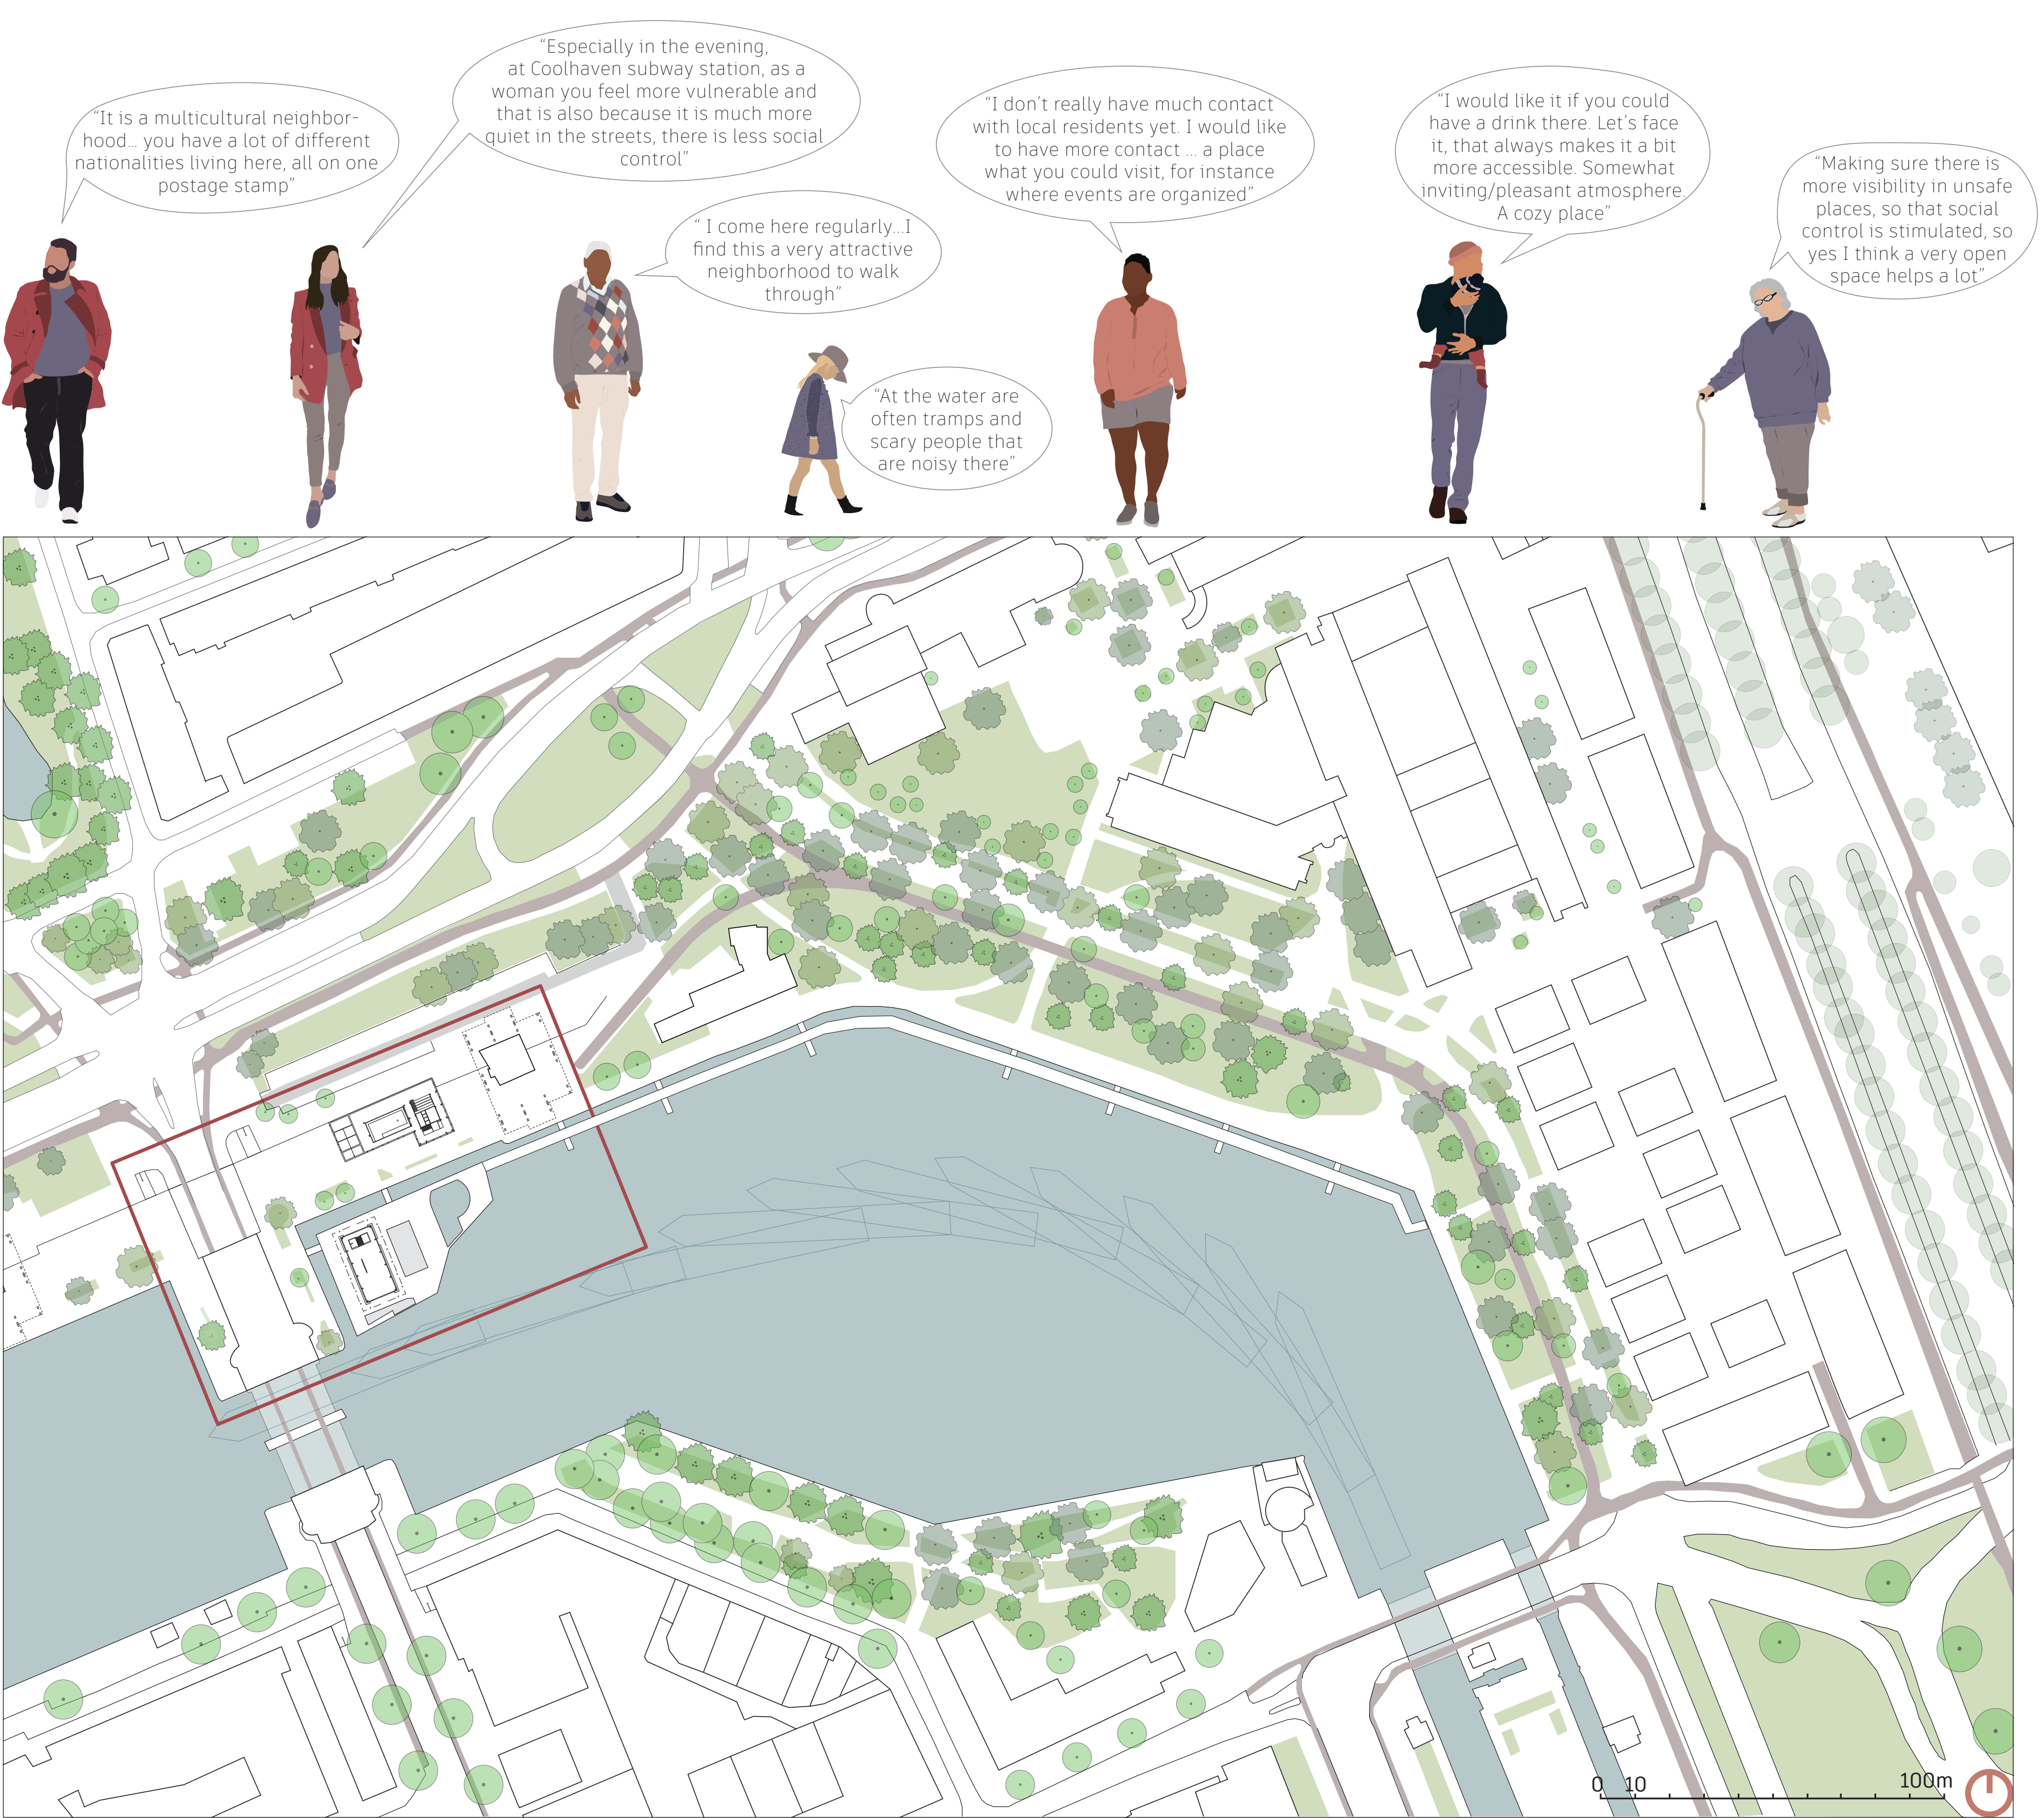 “It is a multicultural neighbor-
hood... you have a lot of different
nationalities living here, all on one
postage stamp”
“Especially in the evening,
at Coolhaven subway station, as a
woman you feel more vulnerable and
that is also because it is much more
quiet in the streets, there is less social
control”
“ I come here regularly...I
find this a very attractive
neighborhood to walk
through”
“At the water are
often tramps and
scary people that
are noisy there”
“I don’t really have much contact
with local residents yet. I would like
to have more contact ... a place
what you could visit, for instance
where events are organized”
“I would like it if you could
have a drink there. Let’s face
it, that always makes it a bit
more accessible. Somewhat
inviting/pleasant atmosphere.
A cozy place”
“Making sure there is
more visibility in unsafe
places, so that social
control is stimulated, so
yes I think a very open
space helps a lot”
0 10 100m